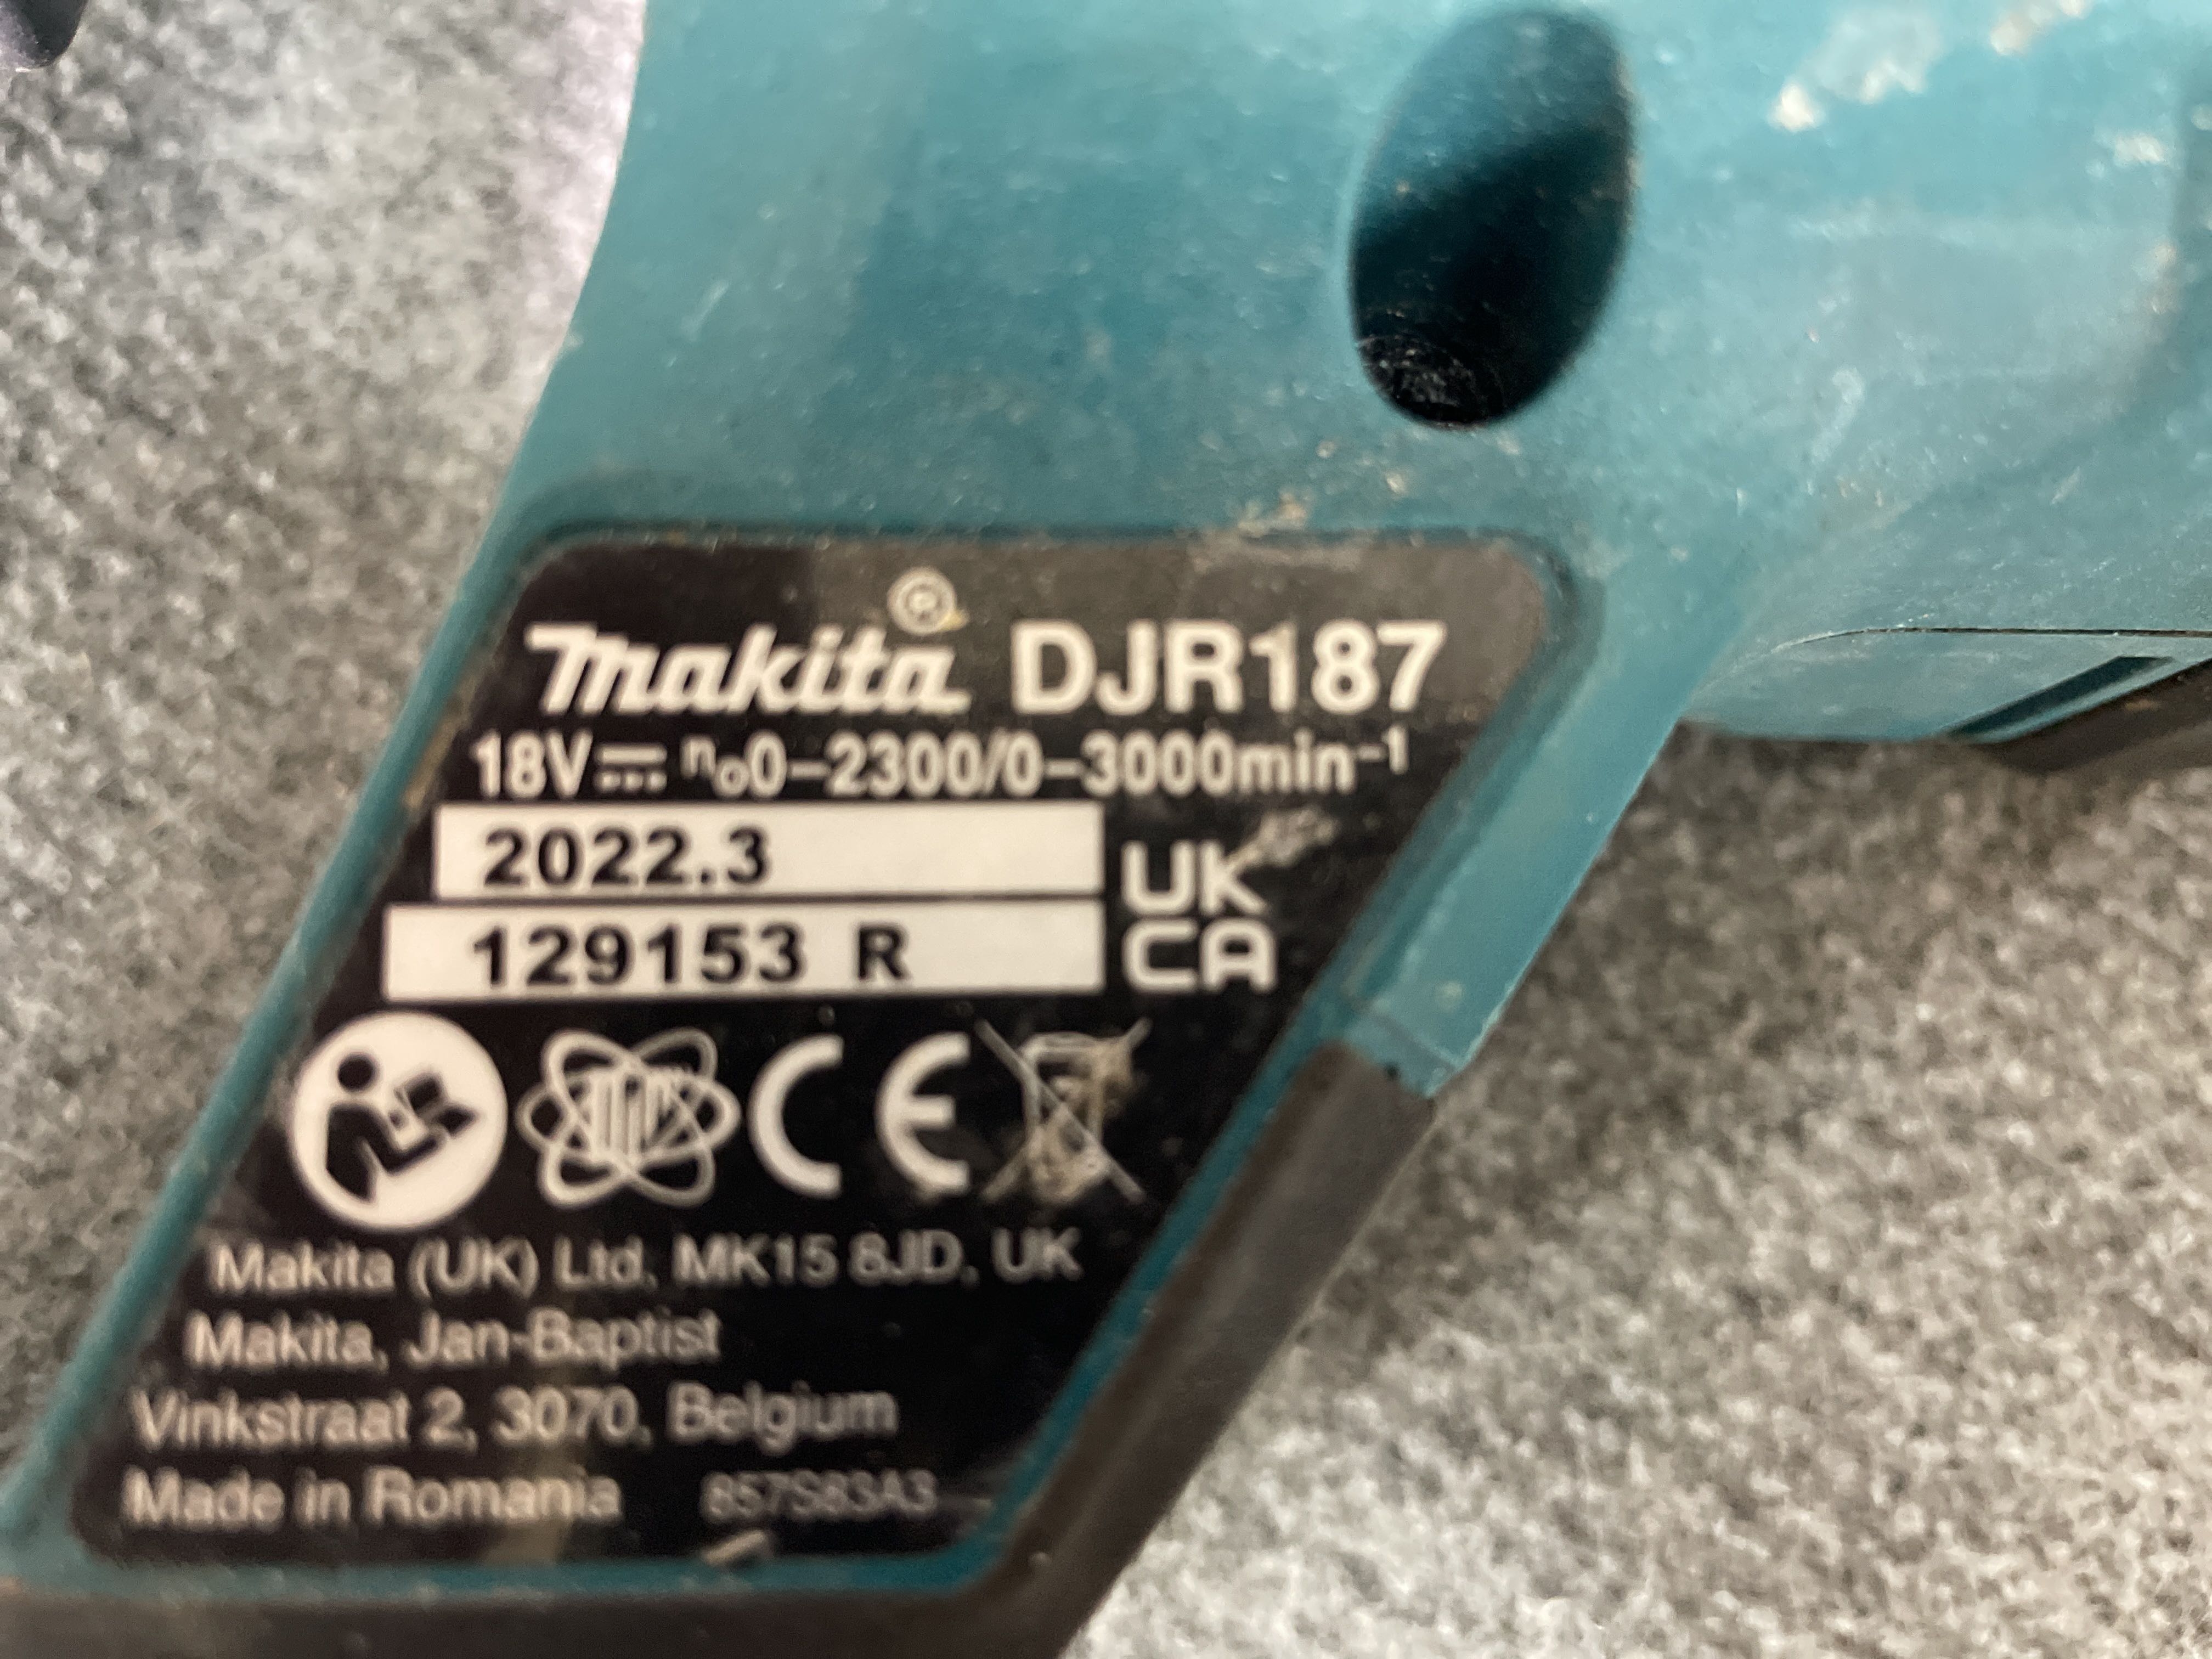 makita® DJR187
18V⎓ n₀0–2300/0–3000min⁻¹
2022.3
129153 R
UK
CA
CE
Makita (UK) Ltd, MK15 8JD, UK
Makita, Jan-Baptist
Vinkstraat 2, 3070, Belgium
Made in Romania 857S83A3